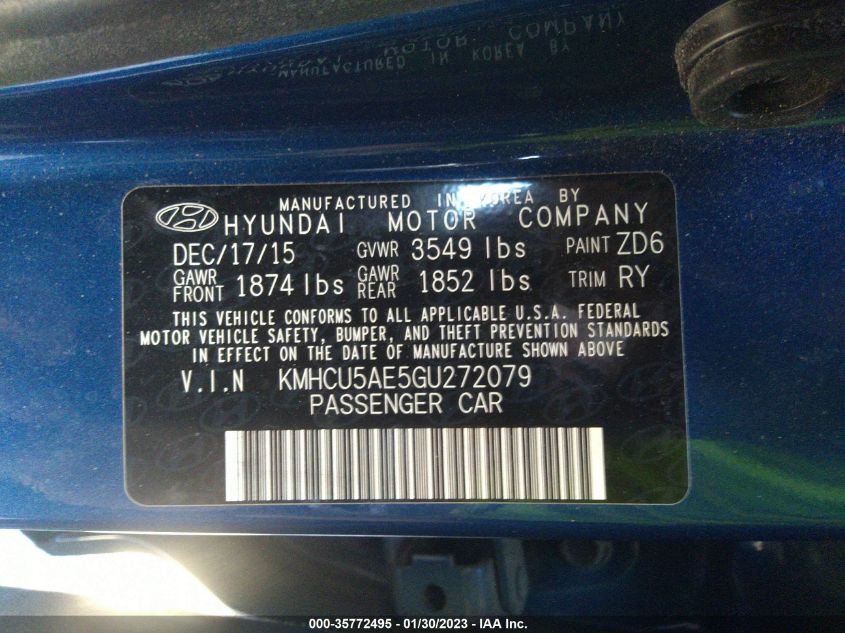 MANUFACTURED IN KOREA BY
HYUNDAI MOTOR COMPANY
DEC/17/15 GVWR 3549 lbs PAINT ZD6
GAWR FRONT 1874 lbs GAWR REAR 1852 lbs TRIM RY
THIS VEHICLE CONFORMS TO ALL APPLICABLE U.S.A. FEDERAL
MOTOR VEHICLE SAFETY, BUMPER, AND THEFT PREVENTION STANDARDS
IN EFFECT ON THE DATE OF MANUFACTURE SHOWN ABOVE
V.I.N KMHCU5AE5GU272079
PASSENGER CAR
000-35772495 - 01/30/2023 - IAA Inc.